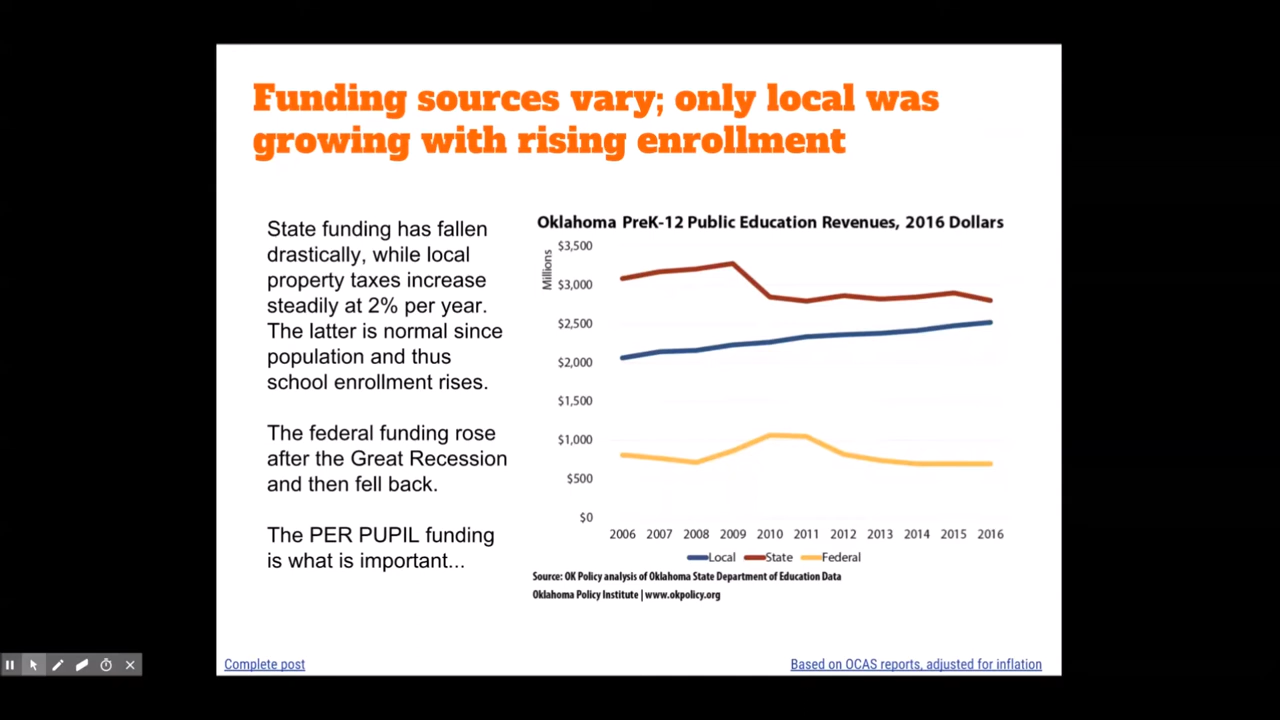 Funding sources vary; only local was
growing with rising enrollment
State funding has fallen
drastically, while local
property taxes increase
steadily at 2% per year.
The latter is normal since
population and thus
school enrollment rises.
The federal funding rose
after the Great Recession
and then fell back.
The PER PUPIL funding
is what is important...
Oklahoma PreK-12 Public Education Revenues, 2016 Dollars
Millions
$3,500
$3,000
$2,500
$2,000
$1,500
$1,000
$500
$0
2006 2007 2008 2009 2010 2011 2012 2013 2014 2015 2016
Local State Federal
Source: OK Policy analysis of Oklahoma State Department of Education Data
Oklahoma Policy Institute | www.okpolicy.org
Complete post
Based on OCAS reports, adjusted for inflation